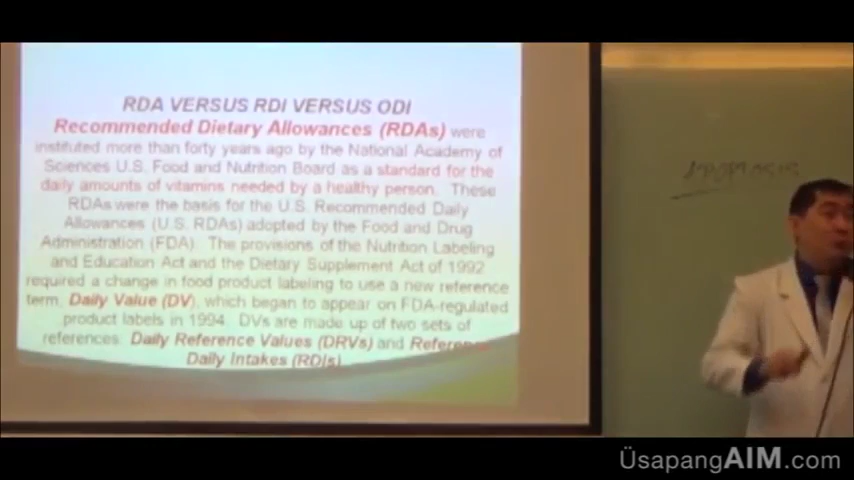 RDA VERSUS RDI VERSUS ODI
Recommended Dietary Allowances (RDAs) were
instituted more than forty years ago by the National Academy of
Sciences U.S. Food and Nutrition Board as a standard for the
daily amounts of vitamins needed by a healthy person. These
RDAs were the basis for the U.S. Recommended Daily
Allowances (U.S. RDAs) adopted by the Food and Drug
Administration (FDA). The provisions of the Nutrition Labeling
and Education Act and the Dietary Supplement Act of 1992
required a change in food product labeling to use a new reference
term, Daily Value (DV), which began to appear on FDA-regulated
product labels in 1994. DVs are made up of two sets of
references: Daily Reference Values (DRVs) and Reference
Daily Intakes (RDIs).
ÜsapangAIM.com